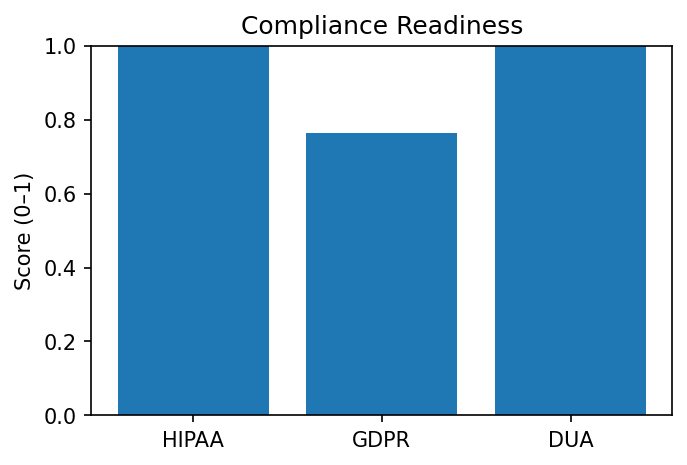 Compliance Readiness
Score (0–1)
1.0
0.8
0.6
0.4
0.2
0.0
HIPAA
GDPR
DUA